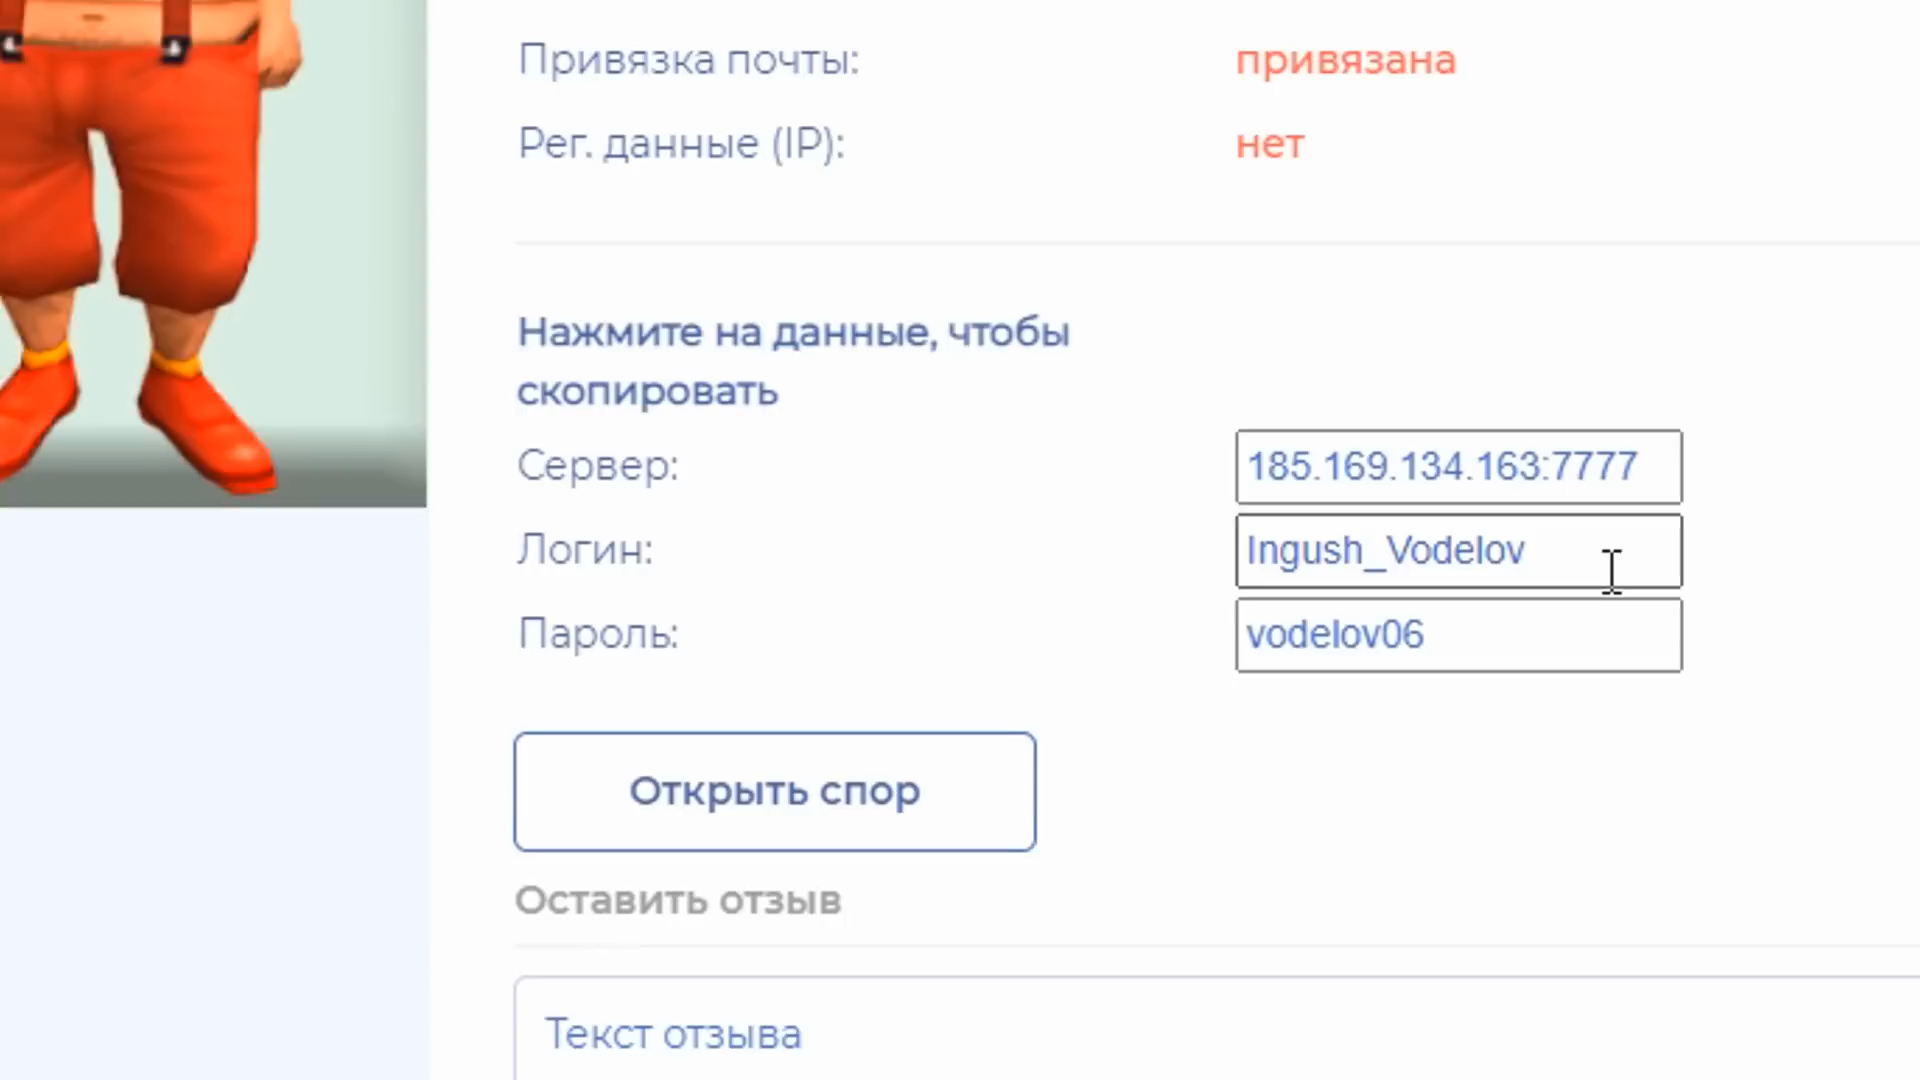 Привязка почты: привязана
Рег. данные (IP): нет
Нажмите на данные, чтобы
скопировать
Сервер: 185.169.134.163:7777
Логин: Ingush_Vodelov
Пароль: vodelov06
Открыть спор
Оставить отзыв
Текст отзыва